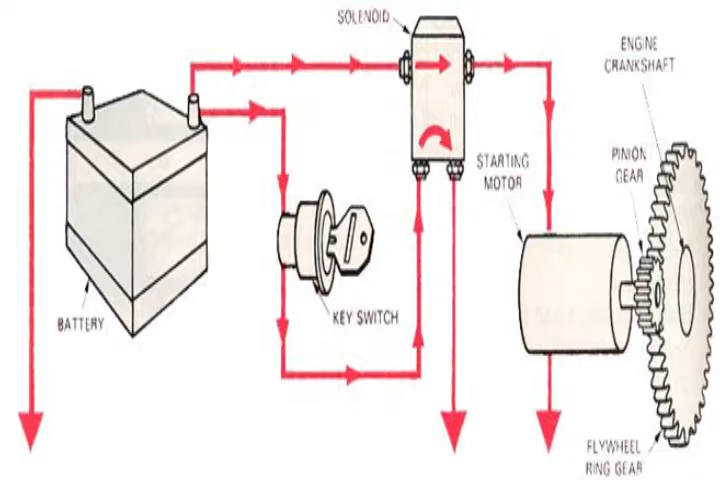 SOLENOID
ENGINE
CRANKSHAFT
STARTING
MOTOR
PINION
GEAR
BATTERY
KEY SWITCH
FLYWHEEL
RING GEAR